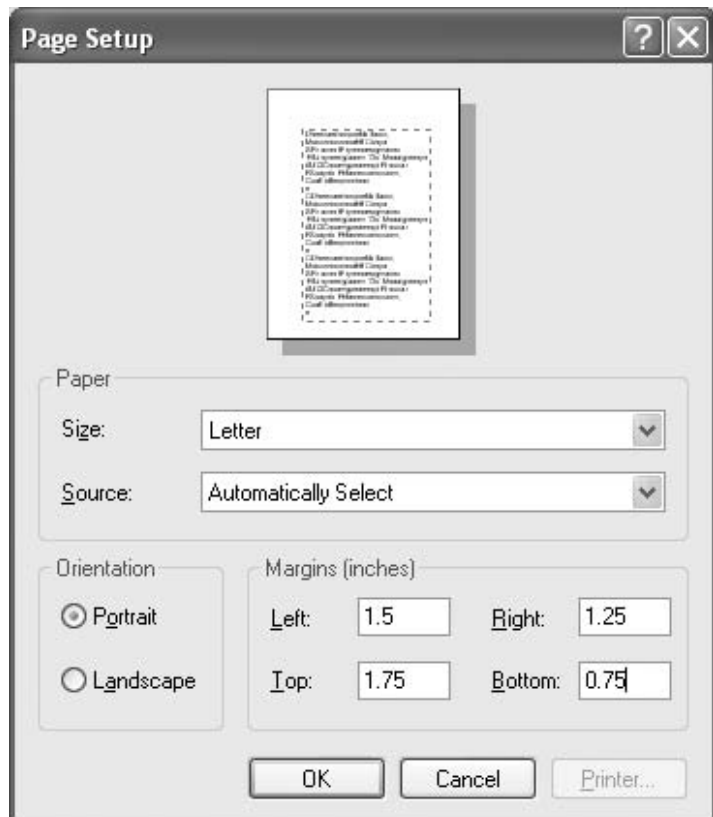 Page Setup
Paper
Size: Letter
Source: Automatically Select
Orientation Margins (inches)
Portrait Left: 1.5 Right: 1.25
Landscape Top: 1.75 Bottom: 0.75
OK Cancel Printer...